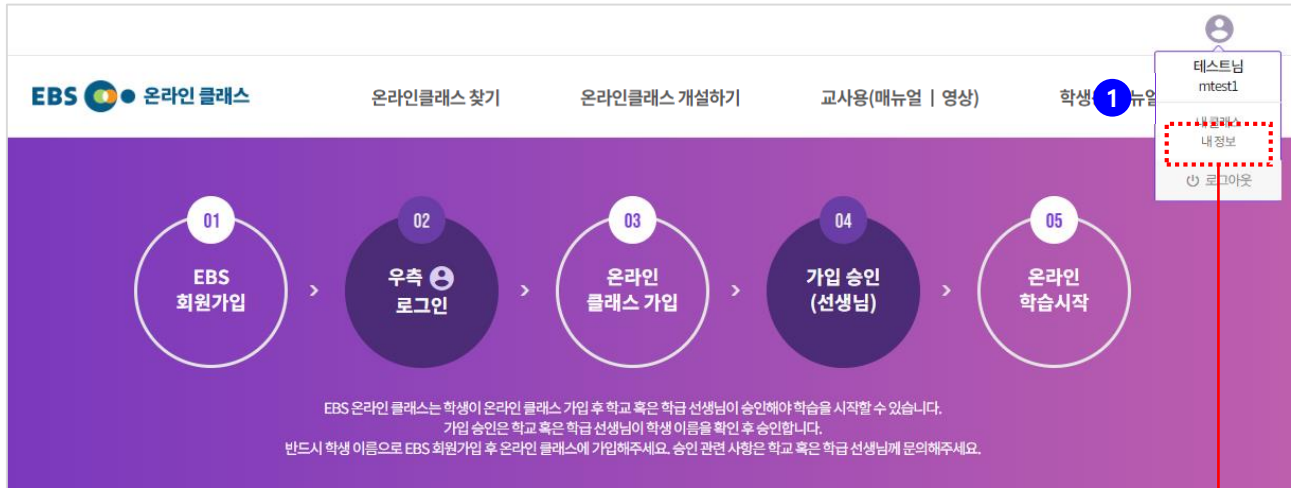 테스트님
mtest1
EBS 온라인 클래스
온라인클래스 찾기
온라인클래스 개설하기
교사용(매뉴얼 | 영상)
1
내 클래스
내 정보
로그아웃
01
EBS
회원가입
02
우측
로그인
03
온라인
클래스 가입
04
가입 승인
(선생님)
05
온라인
학습시작
EBS 온라인 클래스는 학생이 온라인 클래스 가입 후 학교 혹은 학급 선생님이 승인해야 학습을 시작할 수 있습니다.
가입 승인은 학교 혹은 학급 선생님이 학생 이름을 확인 후 승인합니다.
반드시 학생 이름으로 EBS 회원가입 후 온라인 클래스에 가입해주세요. 승인 관련 사항은 학교 혹은 학급 선생님께 문의해주세요.